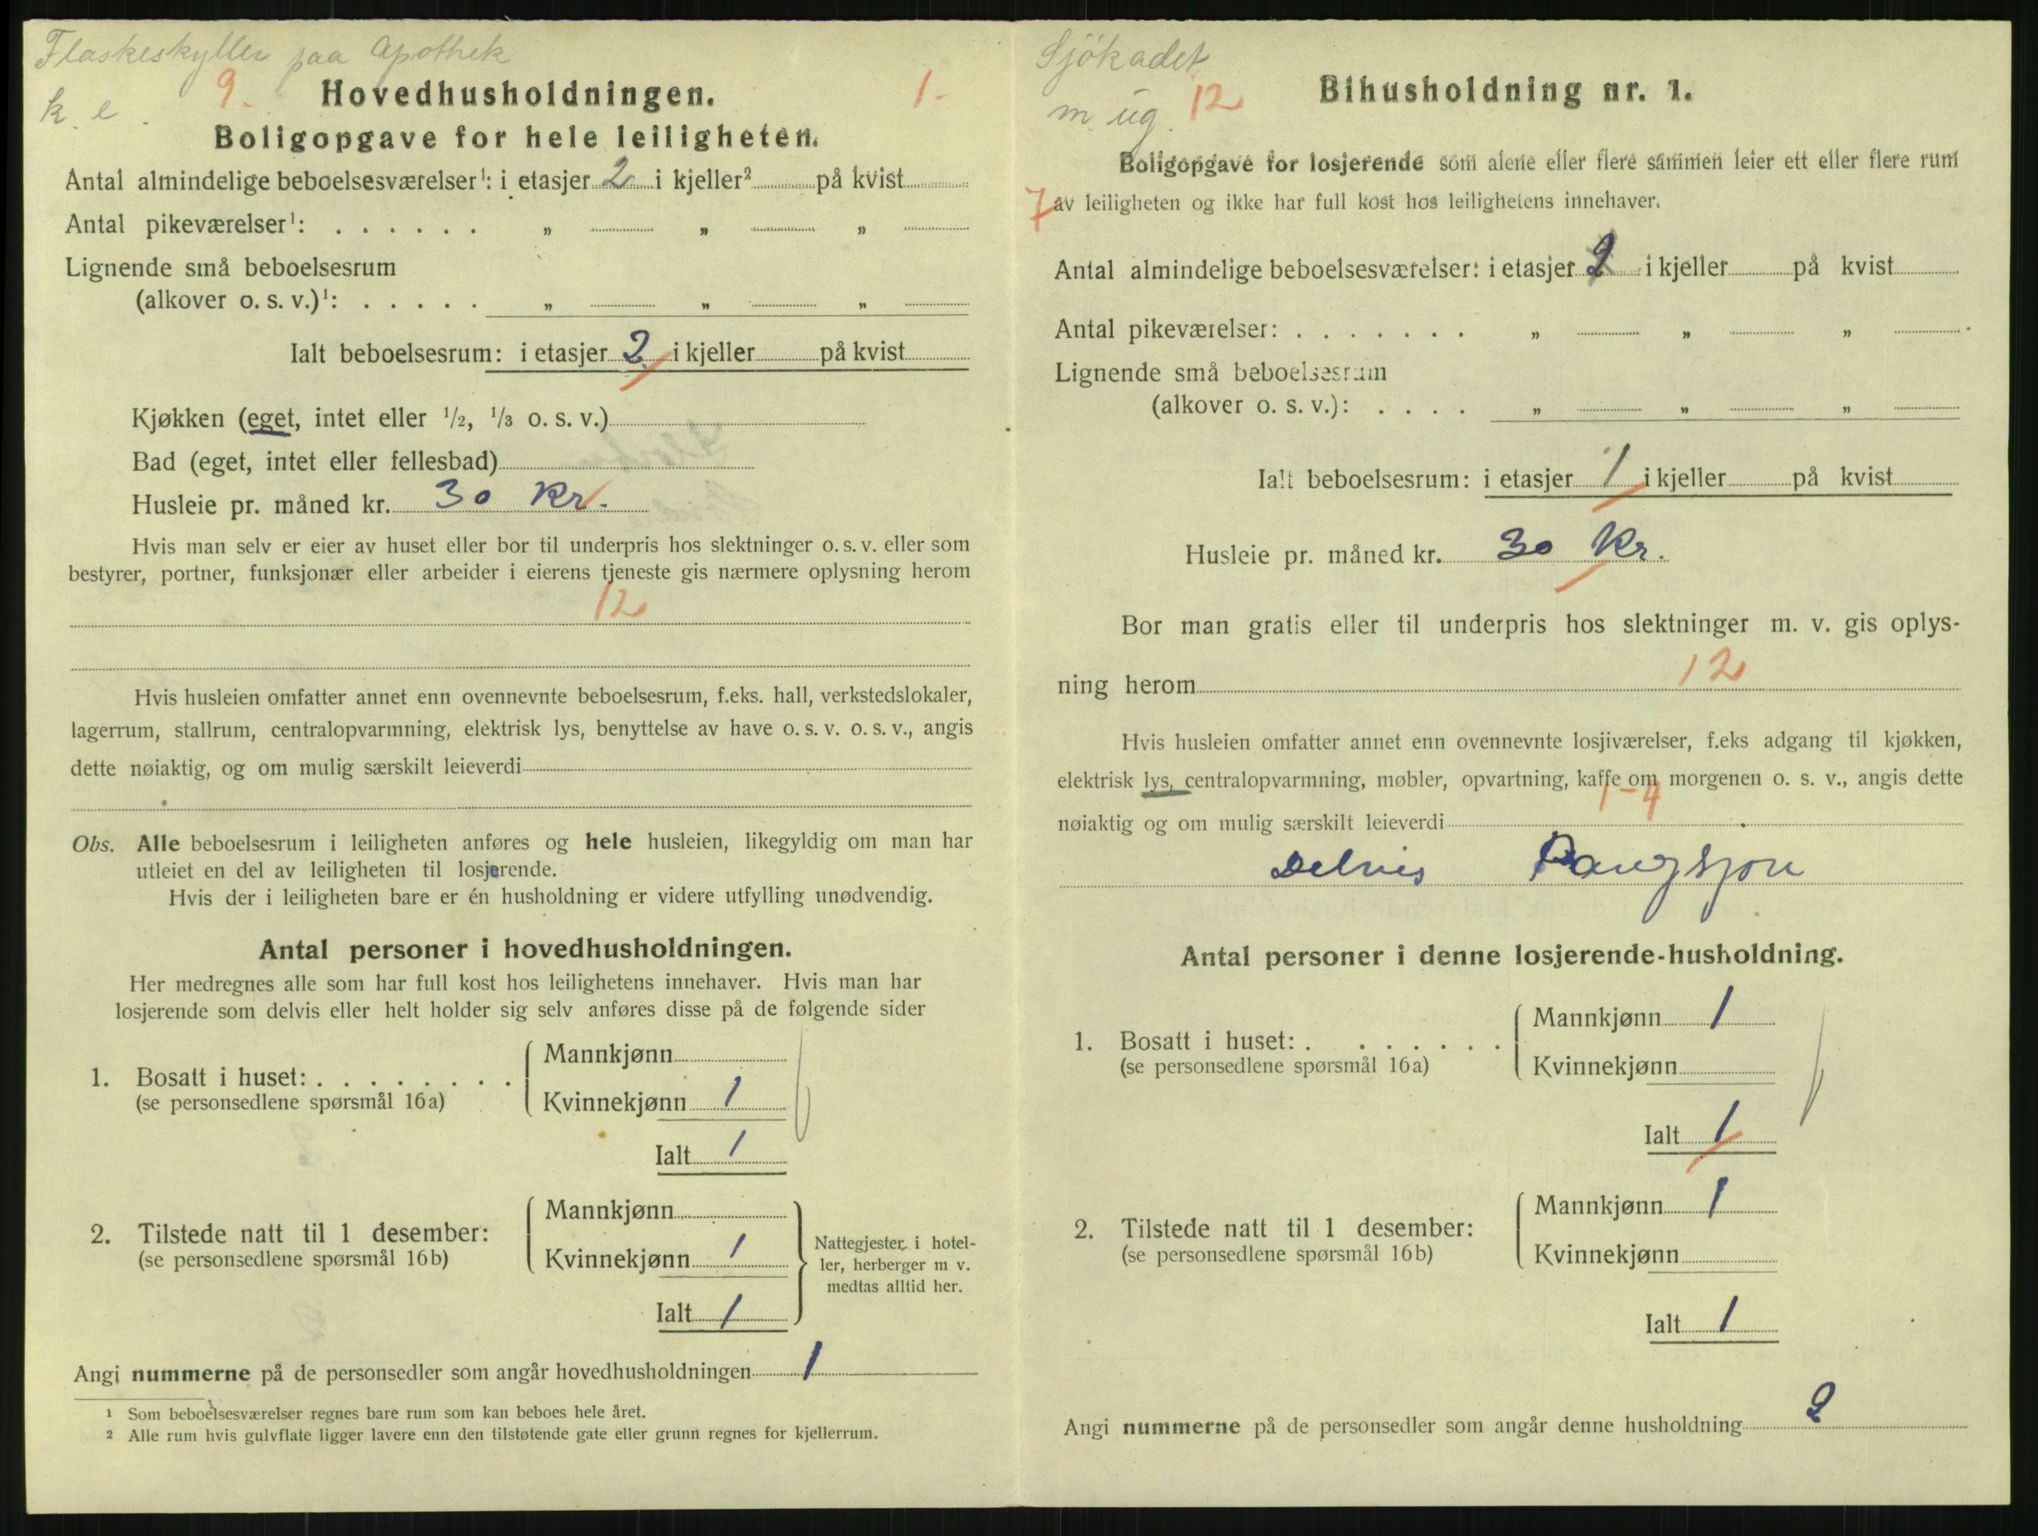 Flaskeskyller paa Apothek
k. e.
9.
1.
Hovedhusholdningen.
Boligopgave for hele leiligheten.
Antal almindelige beboelsesværelser¹: i etasjer 2 i kjeller² på kvist
Antal pikeværelser¹: . . . . . . „ „ „
Lignende små beboelsesrum
(alkover o. s. v.)¹: . . . . . „ „ „
Ialt beboelsesrum: i etasjer 2 i kjeller på kvist
Kjøkken (eget, intet eller 1/2, 1/3 o. s. v.)
Bad (eget, intet eller fellesbad)
Husleie pr. måned kr. 30 Kr.
Hvis man selv er eier av huset eller bor til underpris hos slektninger o. s. v. eller som
bestyrer, portner, funksjonær eller arbeider i eierens tjeneste gis nærmere oplysning herom
12
Hvis husleien omfatter annet enn ovennevnte beboelsesrum, f.eks. hall, verkstedslokaler,
lagerrum, stallrum, centralopvarmning, elektrisk lys, benyttelse av have o. s. v. o. s. v., angis
dette nøiaktig, og om mulig særskilt leieverdi
Obs. Alle beboelsesrum i leiligheten anføres og hele husleien, likegyldig om man har
utleiet en del av leiligheten til losjerende.
Hvis der i leiligheten bare er én husholdning er videre utfylling unødvendig.
Antal personer i hovedhusholdningen.
Her medregnes alle som har full kost hos leilighetens innehaver. Hvis man har
losjerende som delvis eller helt holder sig selv anføres disse på de følgende sider
1. Bosatt i huset: . . . . . . . .
(se personsedlene spørsmål 16a)
Mannkjønn
Kvinnekjønn 1
Ialt 1
2. Tilstede natt til 1 desember:
(se personsedlene spørsmål 16b)
Mannkjønn
Kvinnekjønn 1
Ialt 1
Nattegjester i hotel-
ler, herberger m v.
medtas alltid her.
Angi nummerne på de personsedler som angår hovedhusholdningen 1
¹ Som beboelsesværelser regnes bare rum som kan beboes hele året.
² Alle rum hvis gulvflate ligger lavere enn den tilstøtende gate eller grunn regnes for kjellerrum.
Sjökadet
m. ug. 12
Bihusholdning nr. 1.
Boligopgave for losjerende som alene eller flere sammen leier ett eller flere rum
7 av leiligheten og ikke har full kost hos leilighetens innehaver.
Antal almindelige beboelsesværelser: i etasjer i kjeller på kvist
Antal pikeværelser: . . . . . . . „ „ „
Lignende små beboelsesrum
(alkover o. s. v.): . . . . „ „ „
Ialt beboelsesrum: i etasjer 1 i kjeller på kvist
Husleie pr. måned kr. 30 Kr.
Bor man gratis eller til underpris hos slektninger m. v. gis oplys-
ning herom 12
Hvis husleien omfatter annet enn ovennevnte losjiværelser, f.eks adgang til kjøkken,
elektrisk lys, centralopvarmning, møbler, opvartning, kaffe om morgenen o. s. v., angis dette
nøiaktig og om mulig særskilt leieverdi 1-4
Delvis Pangsjon
Antal personer i denne losjerende-husholdning.
1. Bosatt i huset: . . . . . . .
(se personsedlene spørsmål 16a)
Mannkjønn 1
Kvinnekjønn
Ialt 1
2. Tilstede natt til 1 desember:
(se personsedlene spørsmål 16b)
Mannkjønn 1
Kvinnekjønn
Ialt 1
Angi nummerne på de personsedler som angår denne husholdning 2